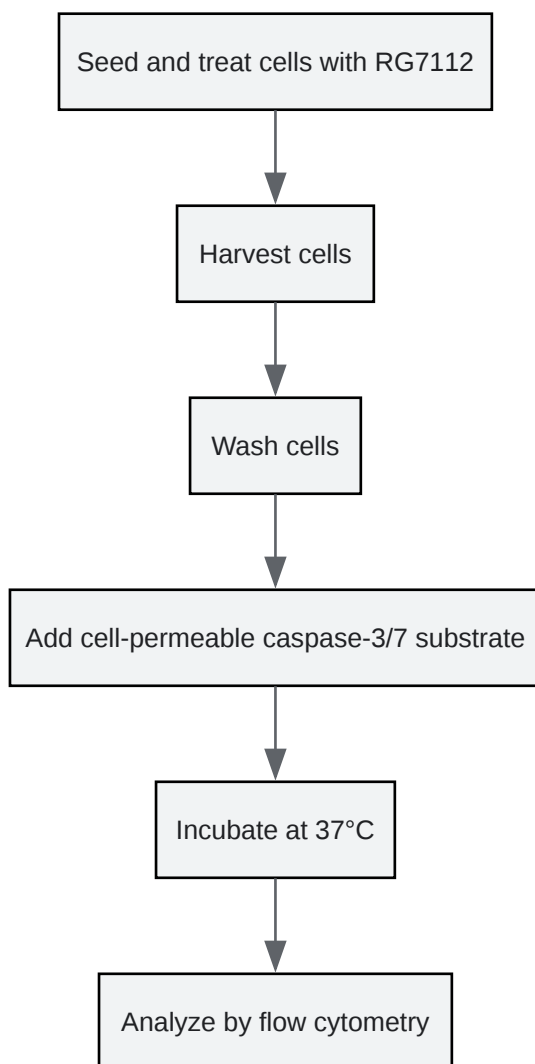 Seed and treat cells with RG7112
Harvest cells
Wash cells
Add cell-permeable caspase-3/7 substrate
Incubate at 37°C
Analyze by flow cytometry